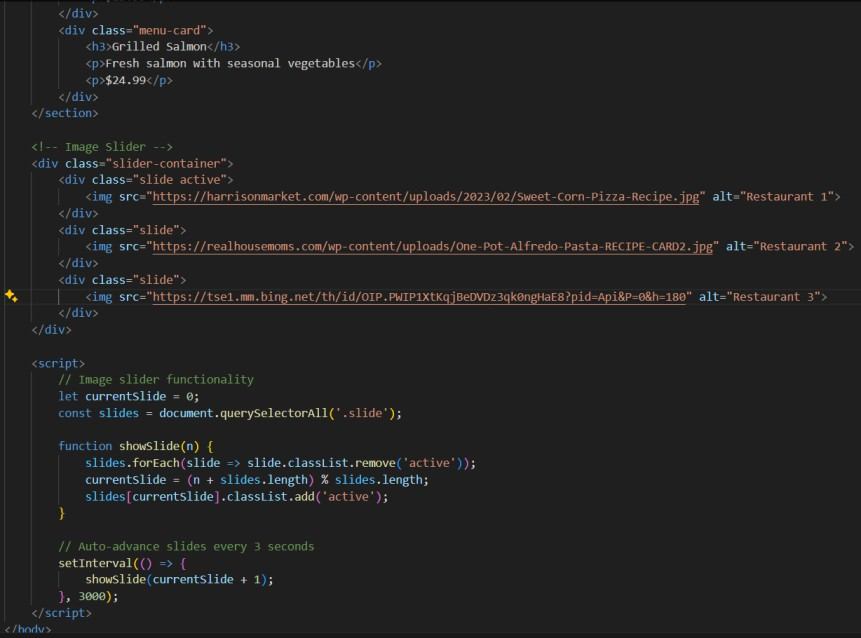 </div>
<div class="menu-card">
<h3>Grilled Salmon</h3>
<p>Fresh salmon with seasonal vegetables</p>
<p>$24.99</p>
</div>
</section>
<!-- Image Slider -->
<div class="slider-container">
<div class="slide active">
<img src="https://harrisonmarket.com/wp-content/uploads/2023/02/Sweet-Corn-Pizza-Recipe.jpg" alt="Restaurant 1">
</div>
<div class="slide">
<img src="https://realhousemoms.com/wp-content/uploads/One-Pot-Alfredo-Pasta-RECIPE-CARD2.jpg" alt="Restaurant 2">
</div>
<div class="slide">
<img src="https://tse1.mm.bing.net/th/id/OIP.PWIP1XtKqjBeDVDz3qk0ngHaE8?pid=Api&P=0&h=180" alt="Restaurant 3">
</div>
</div>
<script>
// Image slider functionality
let currentSlide = 0;
const slides = document.querySelectorAll('.slide');
function showSlide(n) {
slides.forEach(slide => slide.classList.remove('active'));
currentSlide = (n + slides.length) % slides.length;
slides[currentSlide].classList.add('active');
}
// Auto-advance slides every 3 seconds
setInterval(() => {
showSlide(currentSlide + 1);
}, 3000);
</script>
</body>